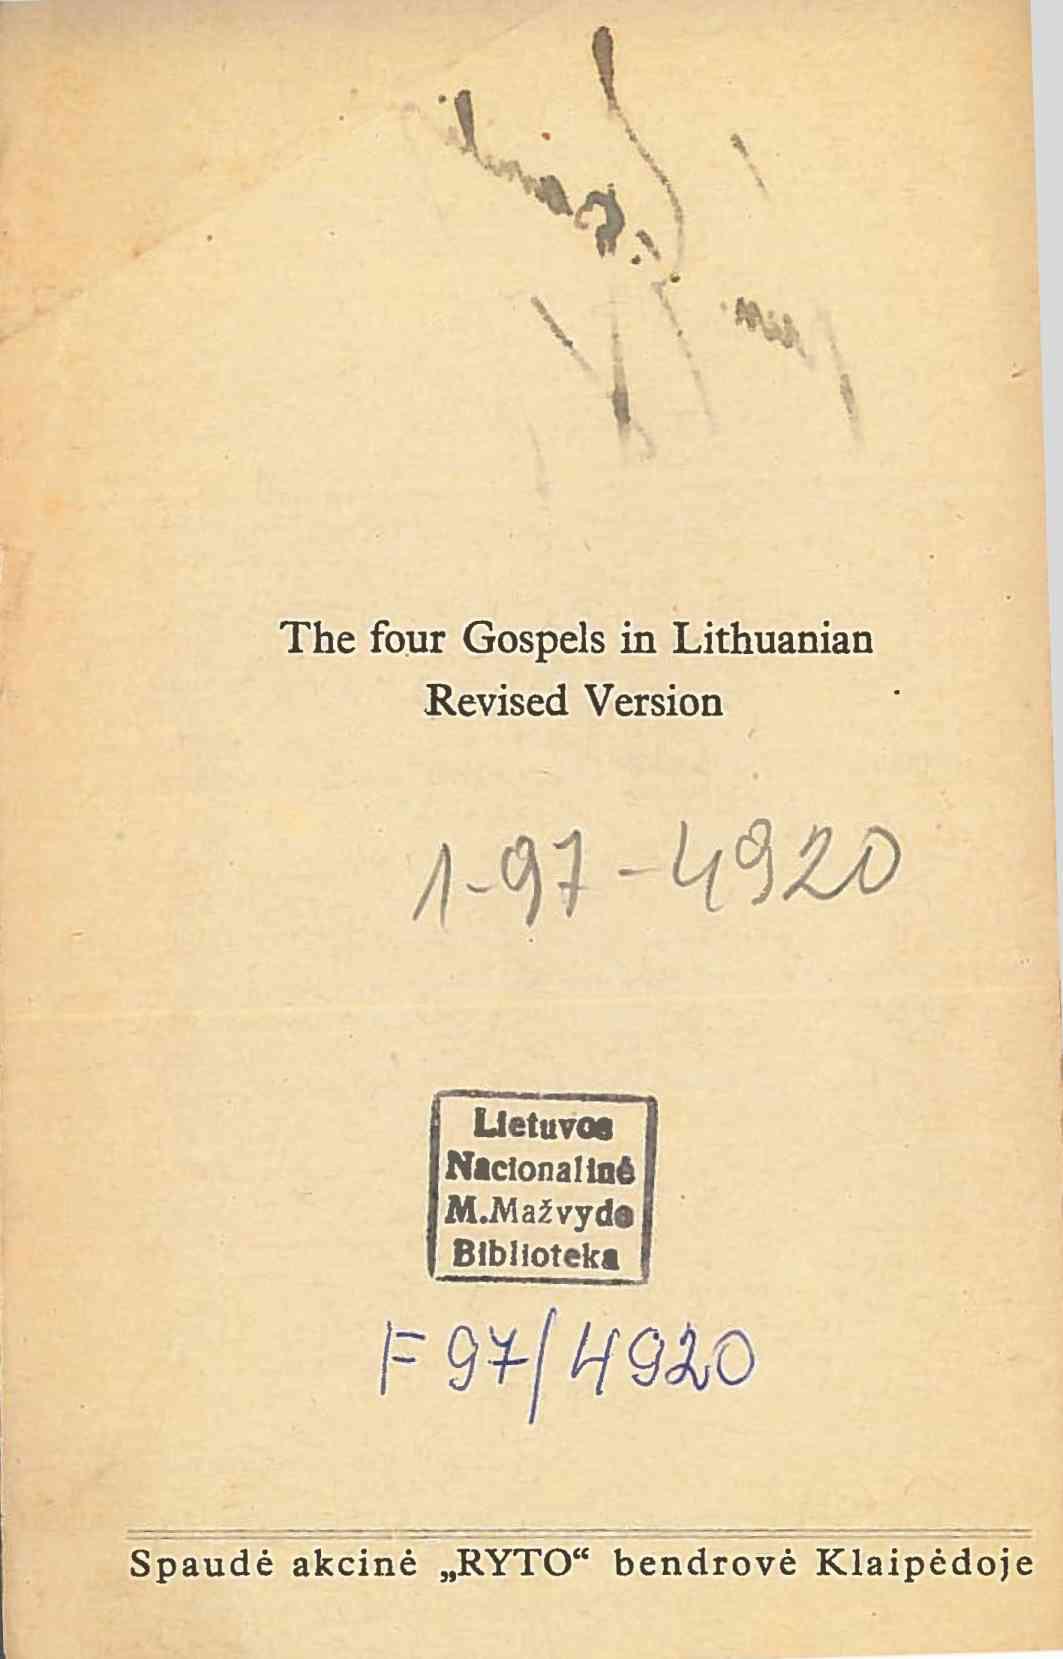 The four Gospels in Lithuanian
Revised Version
1-97-4920
Lietuvos
Nacionalinė
M.Mažvydo
Biblioteka
F 97/4920
Spaudė akcinė „RYTO“ bendrovė Klaipėdoje